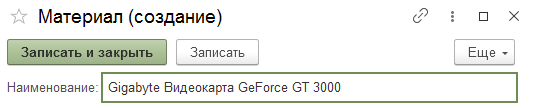 Материал (создание)
Записать и закрыть Записать Еще
Наименование: Gigabyte Видеокарта GeForce GT 3000